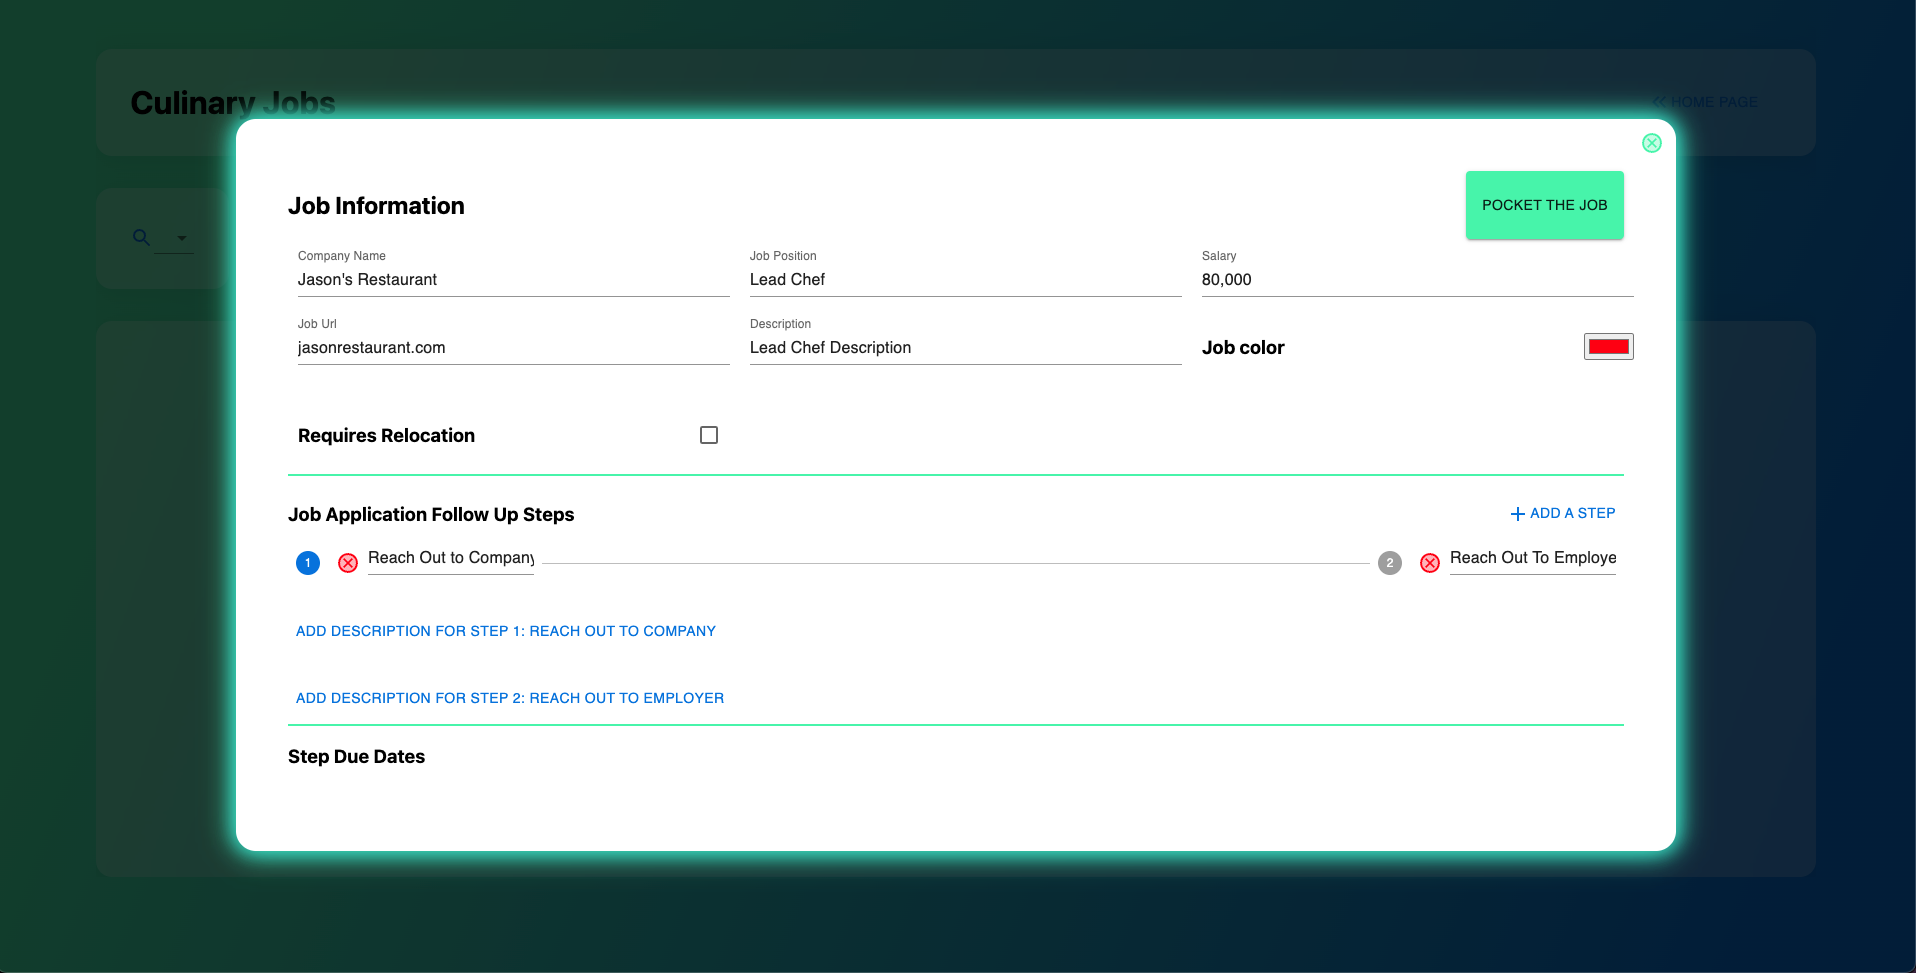 Culinary Jobs
HOME PAGE
Job Information
POCKET THE JOB
Company Name
Jason's Restaurant
Job Position
Lead Chef
Salary
80,000
Job Url
jasonrestaurant.com
Description
Lead Chef Description
Job color
Requires Relocation
Job Application Follow Up Steps
ADD A STEP
1
Reach Out to Company
2
Reach Out To Employe
ADD DESCRIPTION FOR STEP 1: REACH OUT TO COMPANY
ADD DESCRIPTION FOR STEP 2: REACH OUT TO EMPLOYER
Step Due Dates